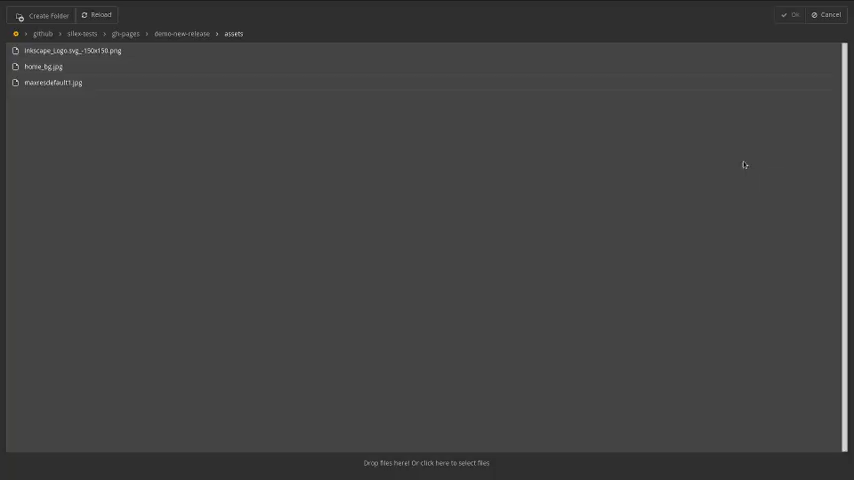 Create Folder Reload Ok Cancel
github > silex-tests > gh-pages > demo-new-release > assets
Inkscape_Logo.svg_-150x150.png
home_bg.jpg
maxresdefault1.jpg
Drop files here! Or click here to select files